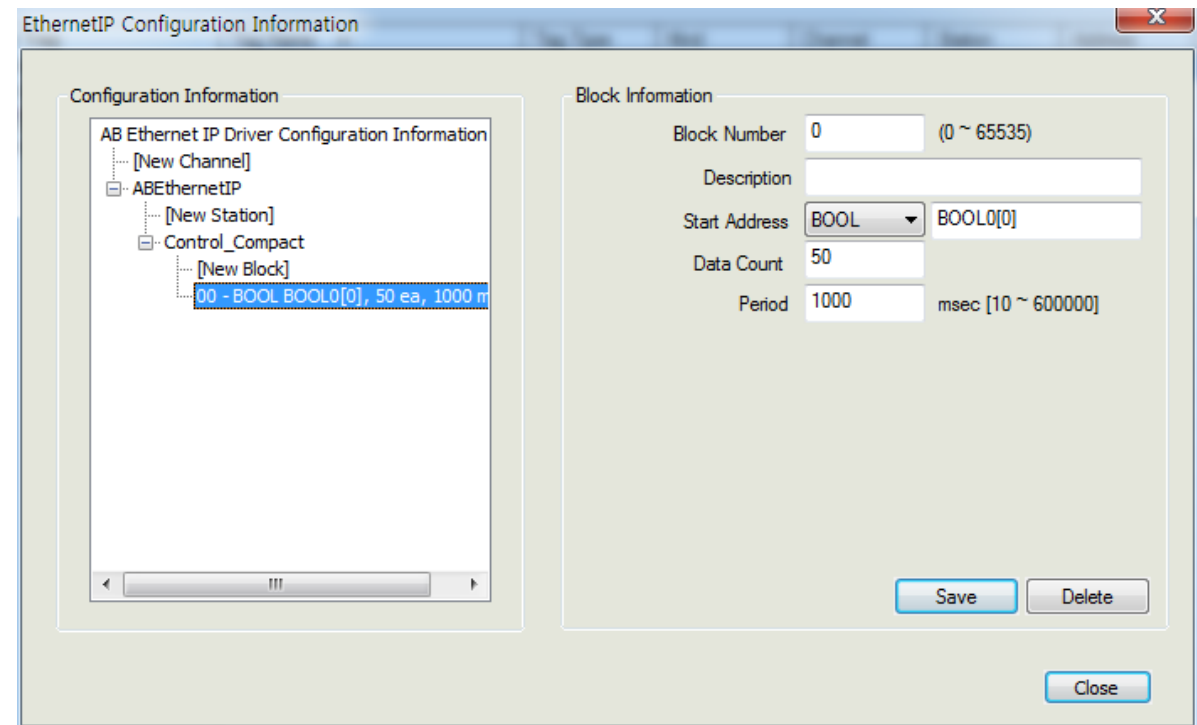 EthernetIP Configuration Information
X
Configuration Information
AB Ethernet IP Driver Configuration Information
[New Channel]
ABEthernetIP
[New Station]
Control_Compact
[New Block]
00 - BOOL BOOL0[0], 50 ea, 1000 m
Block Information
Block Number 0 (0 ~ 65535)
Description
Start Address BOOL BOOL0[0]
Data Count 50
Period 1000 msec [10 ~ 600000]
Save Delete
Close